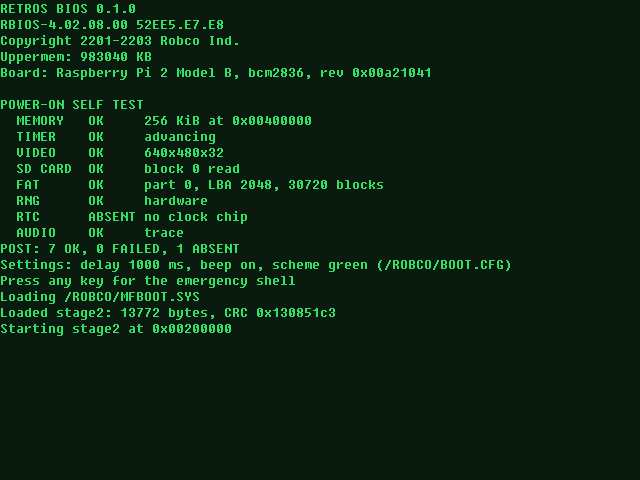 RETROS BIOS 0.1.0
RBIOS-4.02.08.00 52EE5.E7.E8
Copyright 2201-2203 Robco Ind.
Uppermem: 983040 KB
Board: Raspberry Pi 2 Model B, bcm2836, rev 0x00a21041
POWER-ON SELF TEST
MEMORY OK 256 KiB at 0x00400000
TIMER OK advancing
VIDEO OK 640x480x32
SD CARD OK block 0 read
FAT OK part 0, LBA 2048, 30720 blocks
RNG OK hardware
RTC ABSENT no clock chip
AUDIO OK trace
POST: 7 OK, 0 FAILED, 1 ABSENT
Settings: delay 1000 ms, beep on, scheme green (/ROBCO/BOOT.CFG)
Press any key for the emergency shell
Loading /ROBCO/MFBOOT.SYS
Loaded stage2: 13772 bytes, CRC 0x130851c3
Starting stage2 at 0x00200000